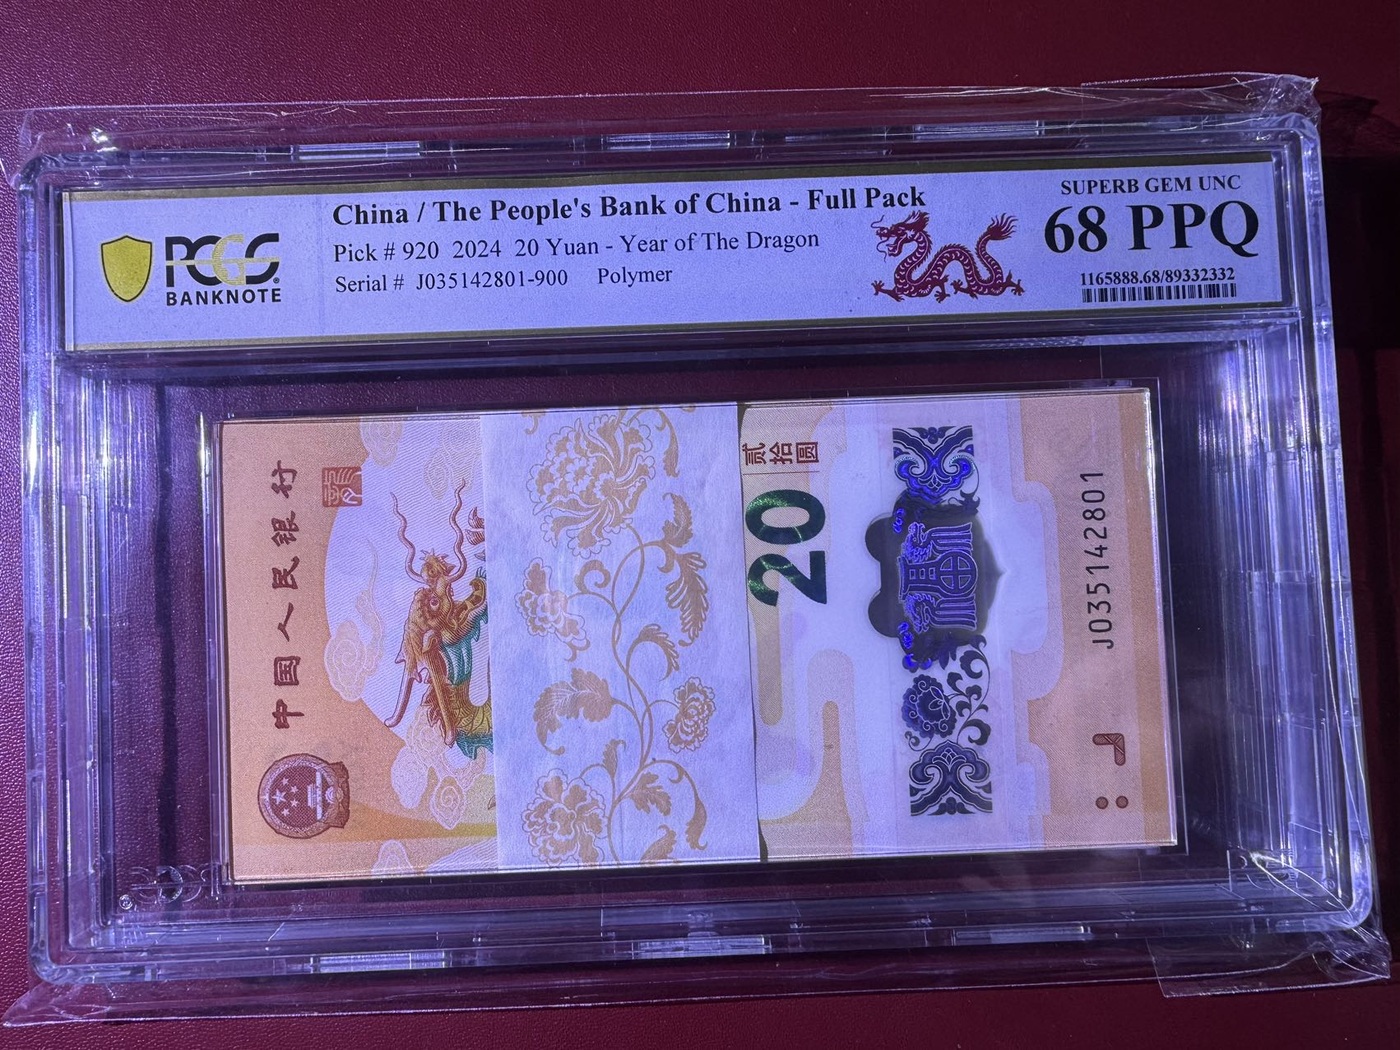 PCGS
BANKNOTE
China / The People's Bank of China - Full Pack
Pick # 920 2024 20 Yuan - Year of The Dragon
Serial # J035142801-900 Polymer
SUPERB GEM UNC
68 PPQ
1165888.68/89332332
中国人民银行
贰拾圆
20
J035142801